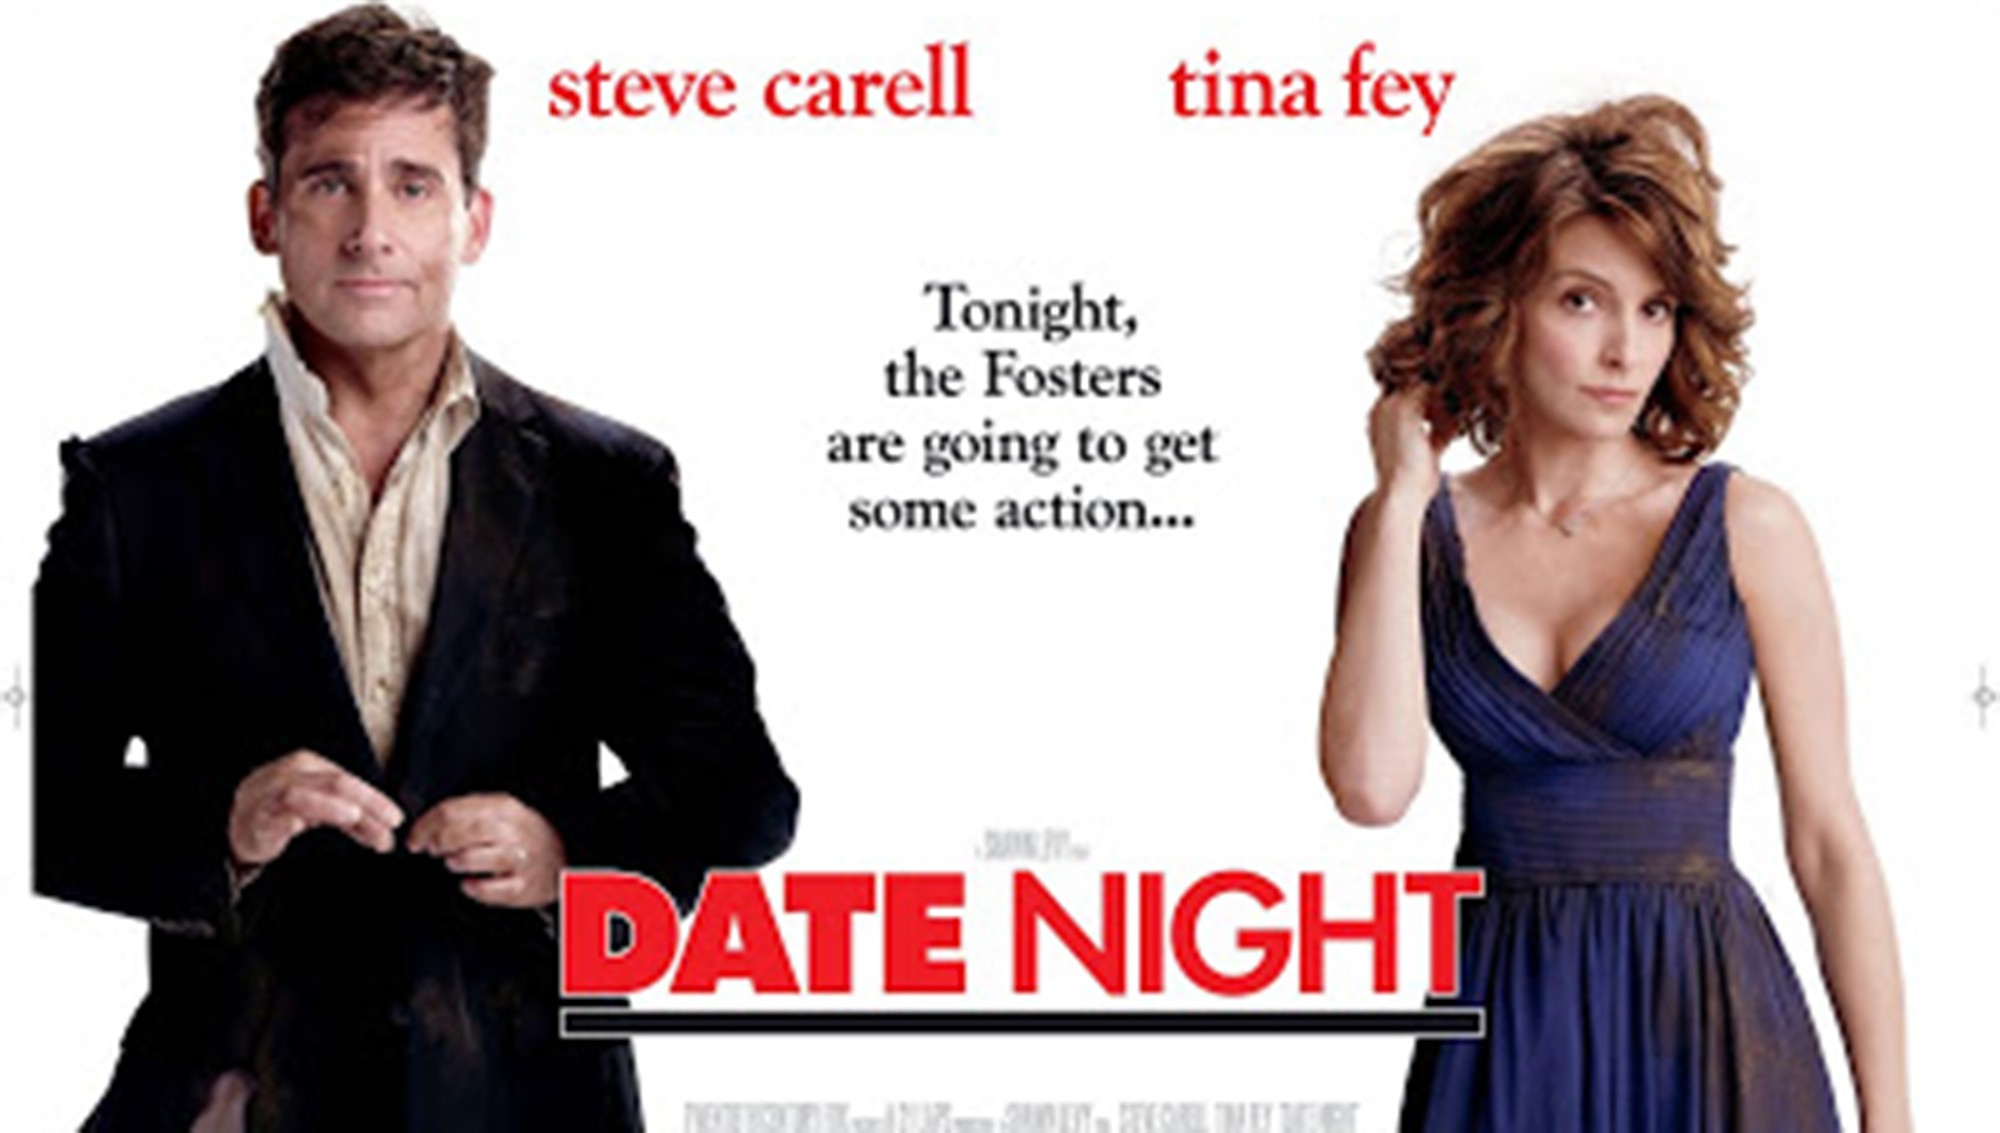 steve carell
tina fey
Tonight,
the Fosters
are going to get
some action...
DATE NIGHT